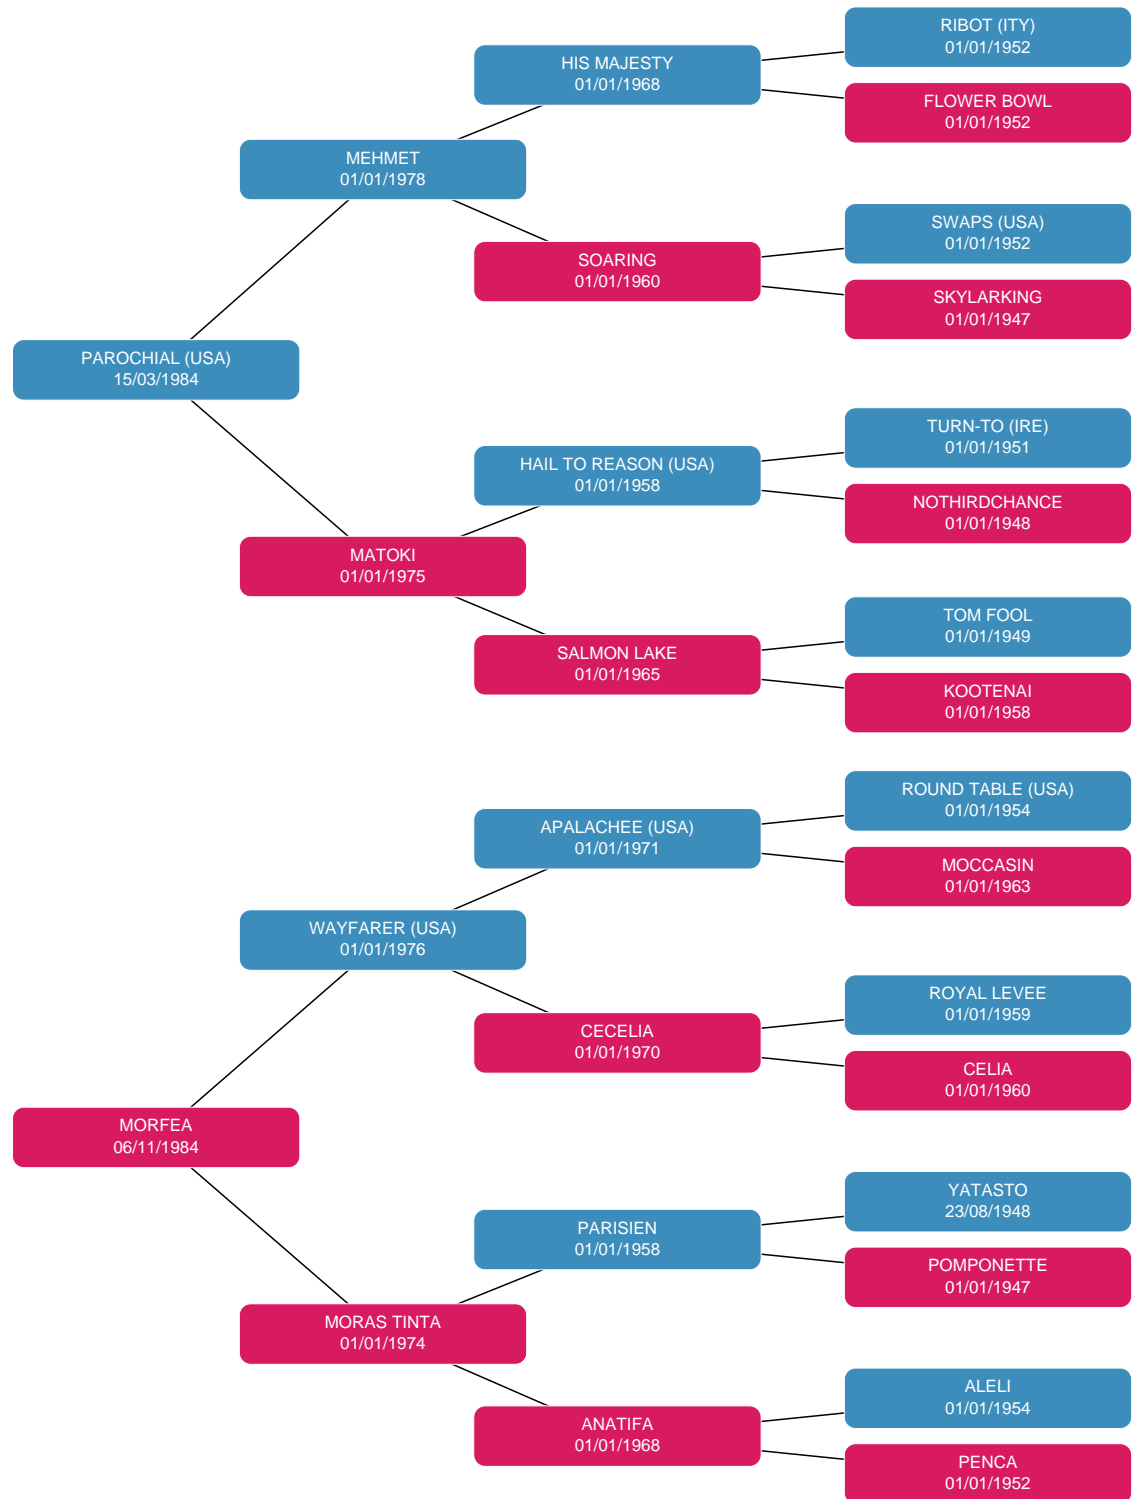 RIBOT (ITY)
01/01/1952
HIS MAJESTY
01/01/1968
FLOWER BOWL
01/01/1952
MEHMET
01/01/1978
SWAPS (USA)
01/01/1952
SOARING
01/01/1960
SKYLARKING
01/01/1947
PAROCHIAL (USA)
15/03/1984
TURN-TO (IRE)
01/01/1951
HAIL TO REASON (USA)
01/01/1958
NOTHIRDCHANCE
01/01/1948
MATOKI
01/01/1975
TOM FOOL
01/01/1949
SALMON LAKE
01/01/1965
KOOTENAI
01/01/1958
ROUND TABLE (USA)
01/01/1954
APALACHEE (USA)
01/01/1971
MOCCASIN
01/01/1963
WAYFARER (USA)
01/01/1976
ROYAL LEVEE
01/01/1959
CECELIA
01/01/1970
CELIA
01/01/1960
MORFEA
06/11/1984
YATASTO
23/08/1948
PARISIEN
01/01/1958
POMPONETTE
01/01/1947
MORAS TINTA
01/01/1974
ALELI
01/01/1954
ANATIFA
01/01/1968
PENCA
01/01/1952